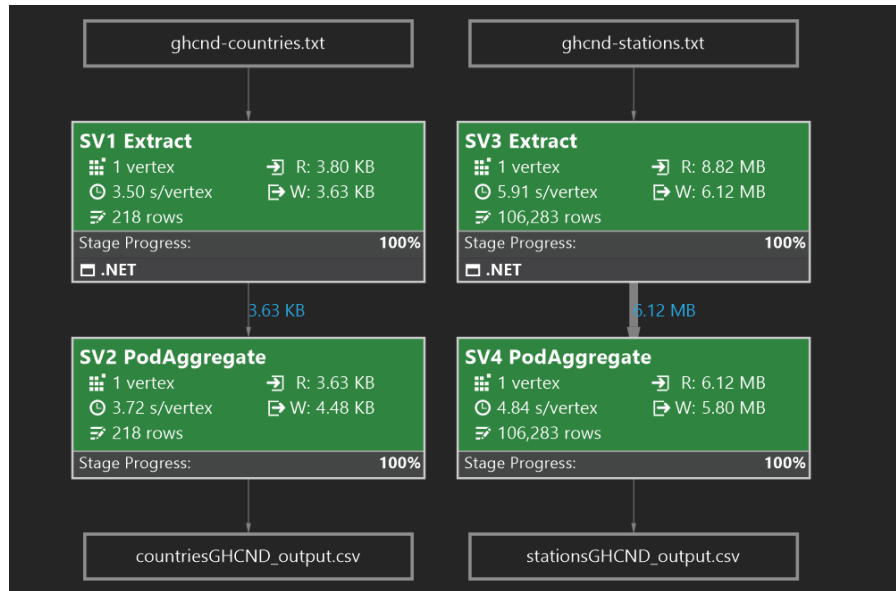 ghcnd-countries.txt
SV1 Extract
1 vertex
R: 3.80 KB
3.50 s/vertex
W: 3.63 KB
218 rows
Stage Progress: 100%
.NET
3.63 KB
SV2 PodAggregate
1 vertex
R: 3.63 KB
3.72 s/vertex
W: 4.48 KB
218 rows
Stage Progress: 100%
countriesGHCND_output.csv
ghcnd-stations.txt
SV3 Extract
1 vertex
R: 8.82 MB
5.91 s/vertex
W: 6.12 MB
106,283 rows
Stage Progress: 100%
.NET
6.12 MB
SV4 PodAggregate
1 vertex
R: 6.12 MB
4.84 s/vertex
W: 5.80 MB
106,283 rows
Stage Progress: 100%
stationsGHCND_output.csv